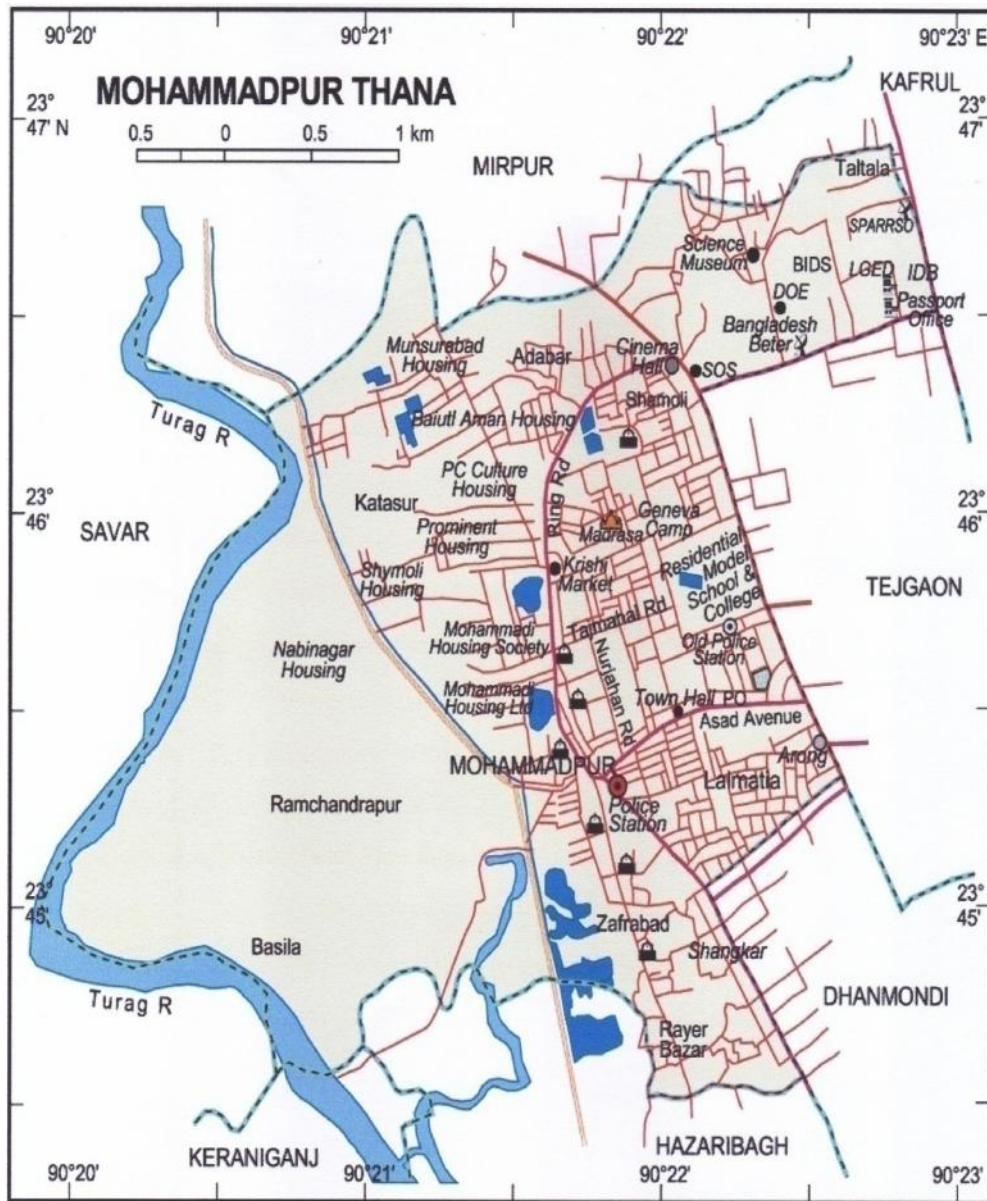 90°20'
90°21'
90°22'
90°23' E
MOHAMMADPUR THANA
KAFRUL
23°
47' N
23°
47'
0.5 0 0.5 1 km
MIRPUR
Taltala
SPARRSO
Science
Museum
BIDS
LGED
IDB
DOE
Passport
Office
Bangladesh
Beter
Munsurabad
Housing
Adabar
Cinema
Hall
SOS
Shamoli
Turag R
Baiutl Aman Housing
PC Culture
Housing
Ring Rd
23°
46'
23°
46'
Katasur
Geneva
Camp
Madrasa
SAVAR
Prominent
Housing
Residential
Model
School &
College
Shymoli
Housing
Krishi
Market
TEJGAON
Tajmahal Rd
Mohammadi
Housing Society
Nurjahan Rd
Old Police
Station
Nabinagar
Housing
Mohammadi
Housing Ltd
Town Hall PO
Asad Avenue
Arong
MOHAMMADPUR
Lalmatia
Ramchandrapur
Police
Station
23°
45'
23°
45'
Zafrabad
Basila
Shangkar
Turag R
DHANMONDI
Rayer
Bazar
KERANIGANJ
HAZARIBAGH
90°20'
90°21'
90°22'
90°23'